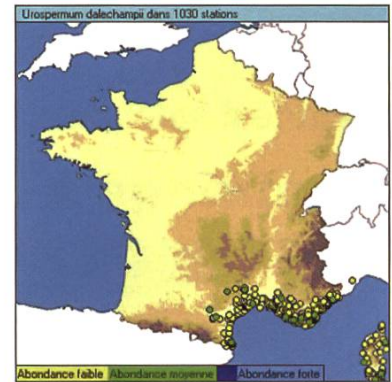 Urospermum dalechampii dans 1030 stations
Abondance faible Abondance moyenne Abondance forte